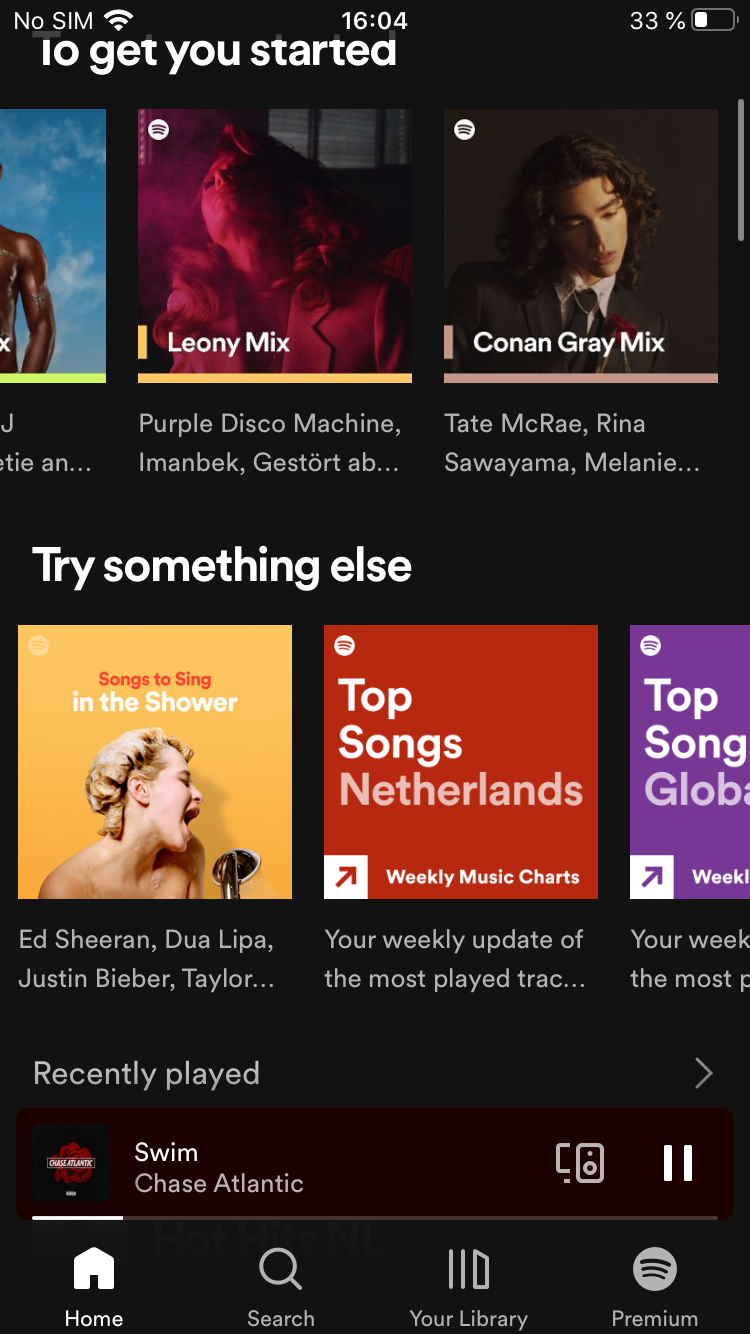 No SIM 16:04 33 %
To get you started
x
Leony Mix
Conan Gray Mix
J
etie an...
Purple Disco Machine,
Imanbek, Gestört ab...
Tate McRae, Rina
Sawayama, Melanie...
Try something else
Songs to Sing
in the Shower
Top
Songs
Netherlands
Weekly Music Charts
Top
Song
Globa
Weekl
Ed Sheeran, Dua Lipa,
Justin Bieber, Taylor...
Your weekly update of
the most played trac...
Your week
the most p
Recently played
CHASE ATLANTIC
Swim
Chase Atlantic
Hot Hits NL
Home
Search
Your Library
Premium